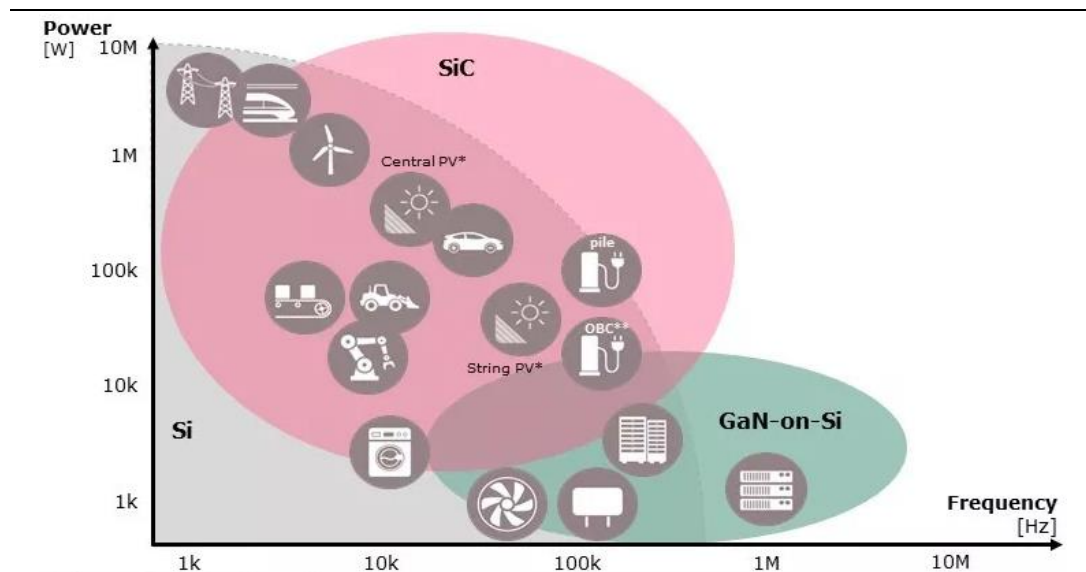 Power
[W]
10M
SiC
1M
Central PV*
pile
100k
OBC**
String PV*
10k
Si
GaN-on-Si
1k
Frequency
[Hz]
1k
10k
100k
1M
10M